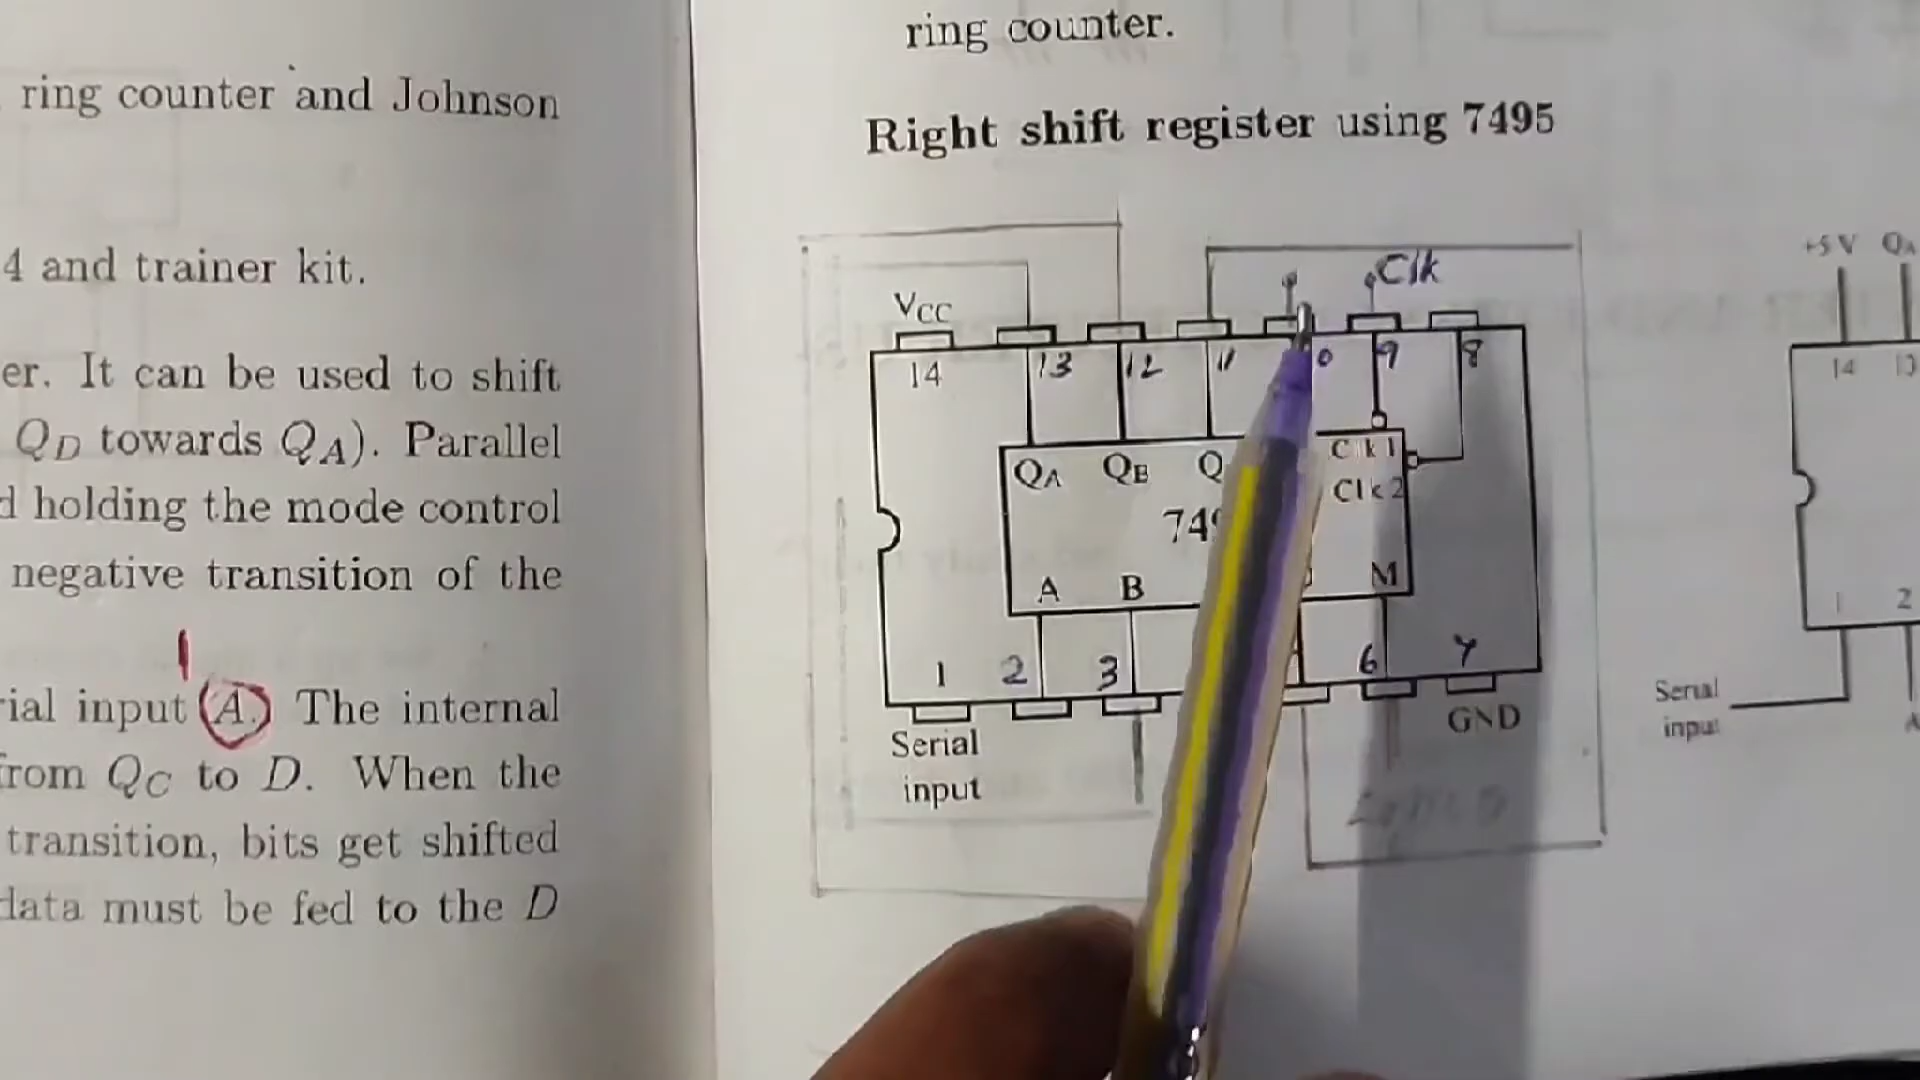 ring counter and Johnson
4 and trainer kit.
er. It can be used to shift
QD towards QA). Parallel
d holding the mode control
negative transition of the
1
rial input A. The internal
from QC to D. When the
transition, bits get shifted
data must be fed to the D
ring counter.
Right shift register using 7495
Clk
VCC
14 13 12 11 9 8
QA QB Q Clk 1
Clk 2
749
A B M
1 2 3 6 7
Serial
input
GND
+5 V QA
14 13
1 2
Serial
input
A